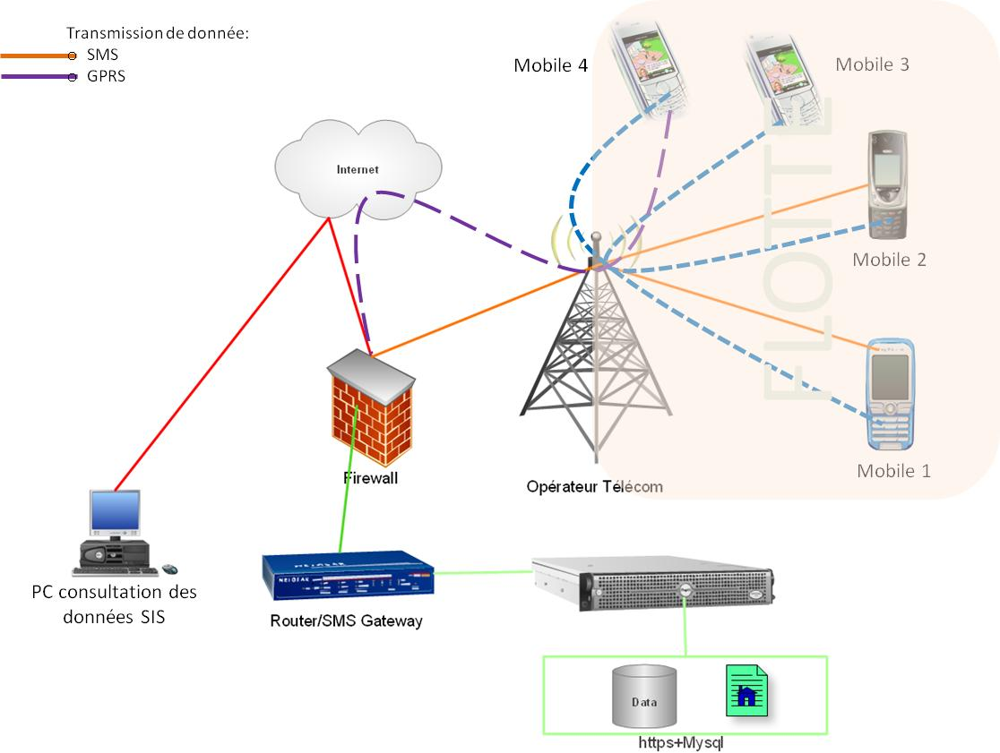 Transmission de donnée:
SMS
GPRS
Mobile 4
Mobile 3
Internet
FLOTTE
Mobile 2
Mobile 1
Firewall
Opérateur Télécom
PC consultation des
données SIS
NETGEAR
Router/SMS Gateway
Data
https+Mysql